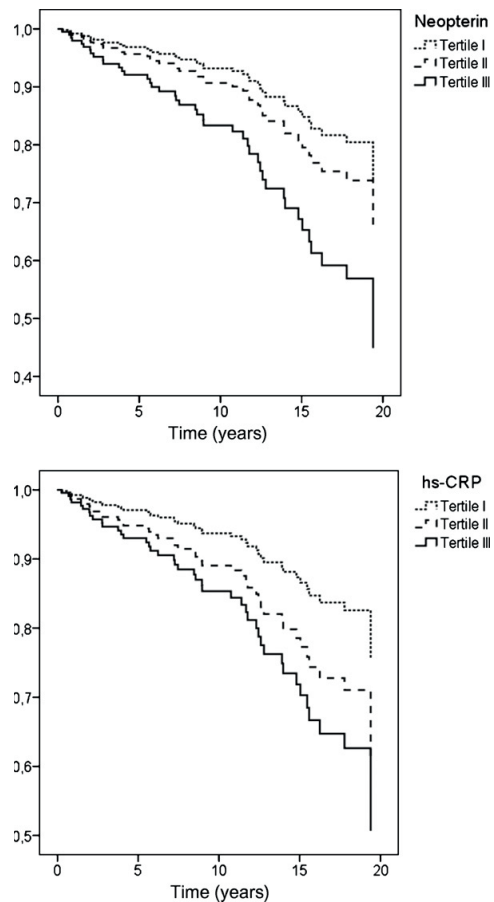 Neopterin
Tertile I
Tertile II
Tertile III
1,0
0,9
0,8
0,7
0,6
0,5
0,4
0 5 10 15 20
Time (years)
hs-CRP
Tertile I
Tertile II
Tertile III
1,0
0,9
0,8
0,7
0,6
0,5
0 5 10 15 20
Time (years)